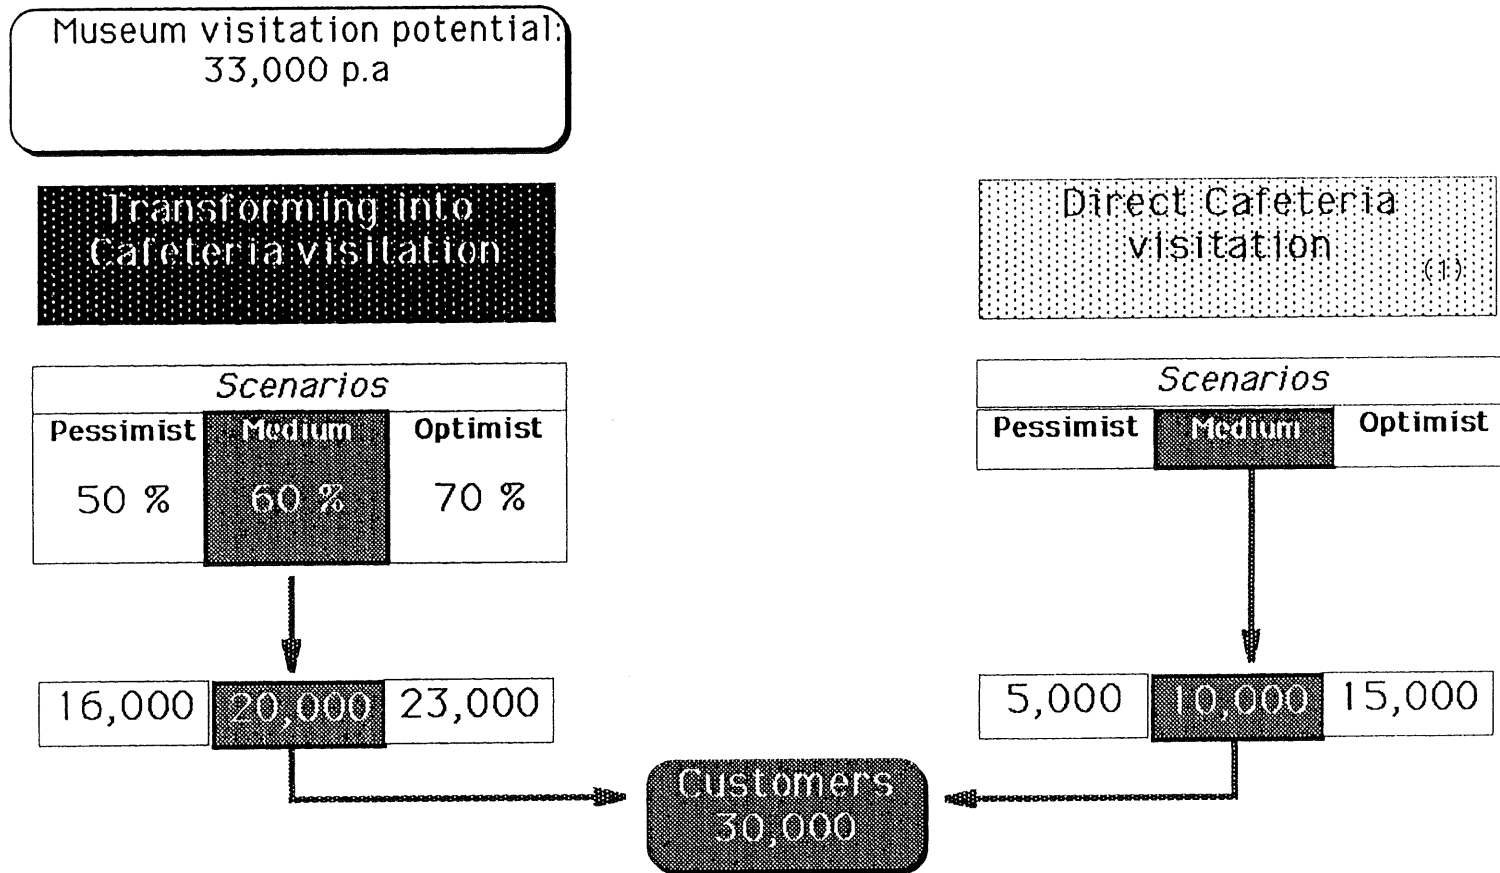 Museum visitation potential:
33,000 p.a
Transforming into
Cafeteria visitation
Direct Cafeteria
visitation
(1)
Scenarios
Pessimist Medium Optimist
50 % 60 % 70 %
Scenarios
Pessimist Medium Optimist
16,000 20,000 23,000
5,000 10,000 15,000
Customers
30,000